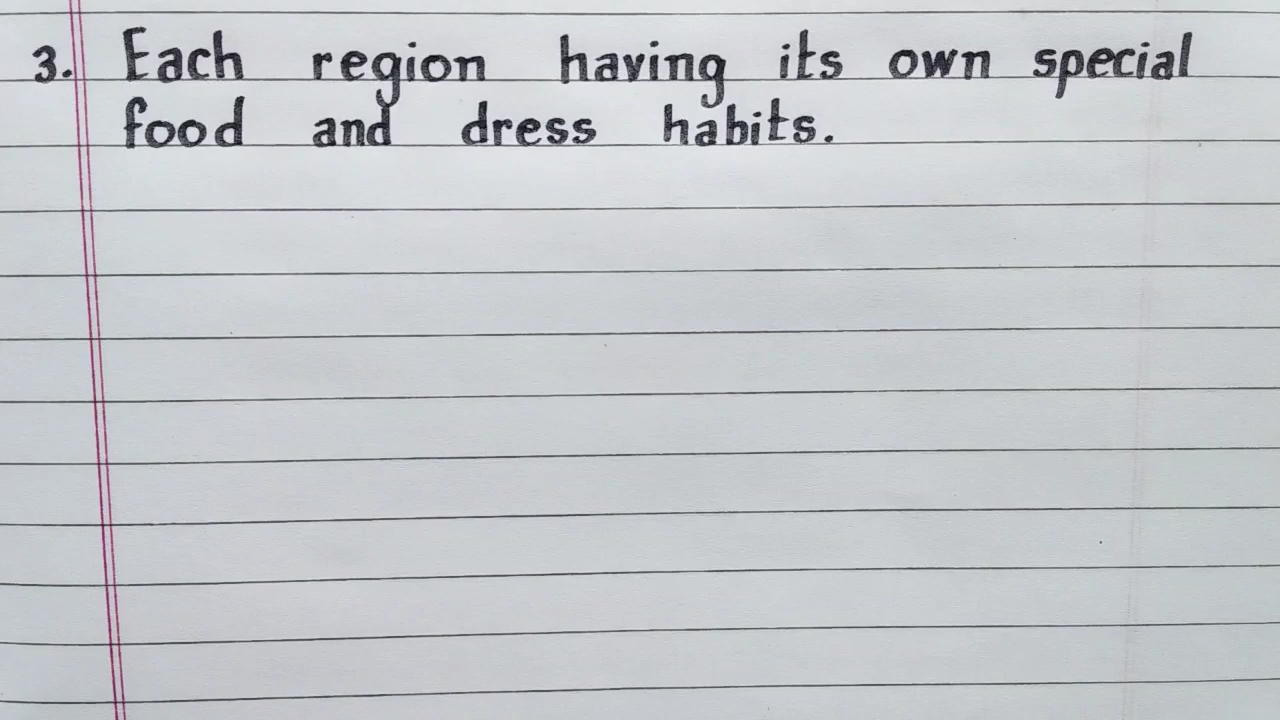 3. Each region having its own special
food and dress habits.